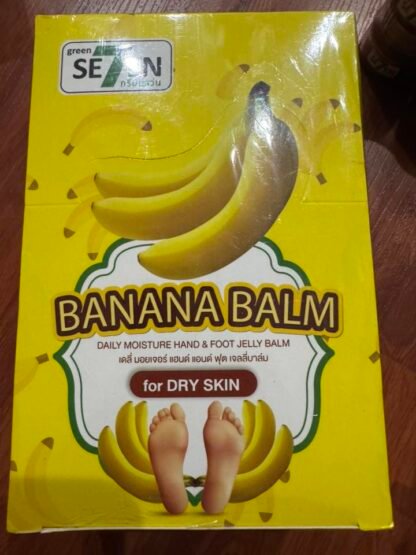 green
SE7EN
กรีนเซเว่น
BANANA BALM
DAILY MOISTURE HAND & FOOT JELLY BALM
เดลี่ มอยเจอร์ แฮนด์ แอนด์ ฟุต เจลลี่บาล์ม
for DRY SKIN